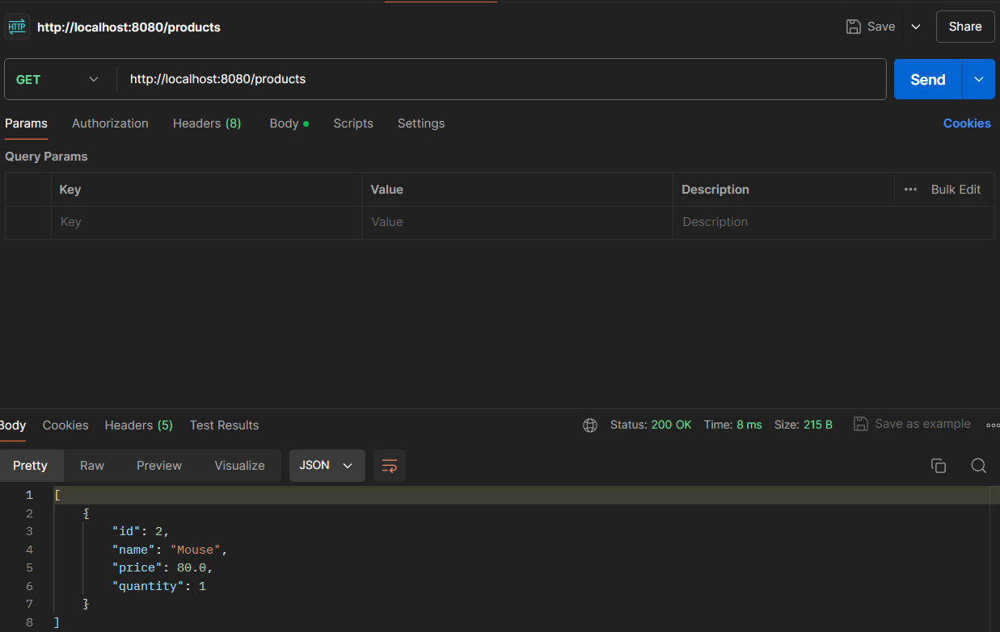 HTTP http://localhost:8080/products Save Share
GET http://localhost:8080/products Send
Params Authorization Headers (8) Body Scripts Settings Cookies
Query Params
Key Value Description Bulk Edit
Key Value Description
Body Cookies Headers (5) Test Results Status: 200 OK Time: 8 ms Size: 215 B Save as example
Pretty Raw Preview Visualize JSON
1 [
2 {
3 "id": 2,
4 "name": "Mouse",
5 "price": 80.0,
6 "quantity": 1
7 }
8 ]